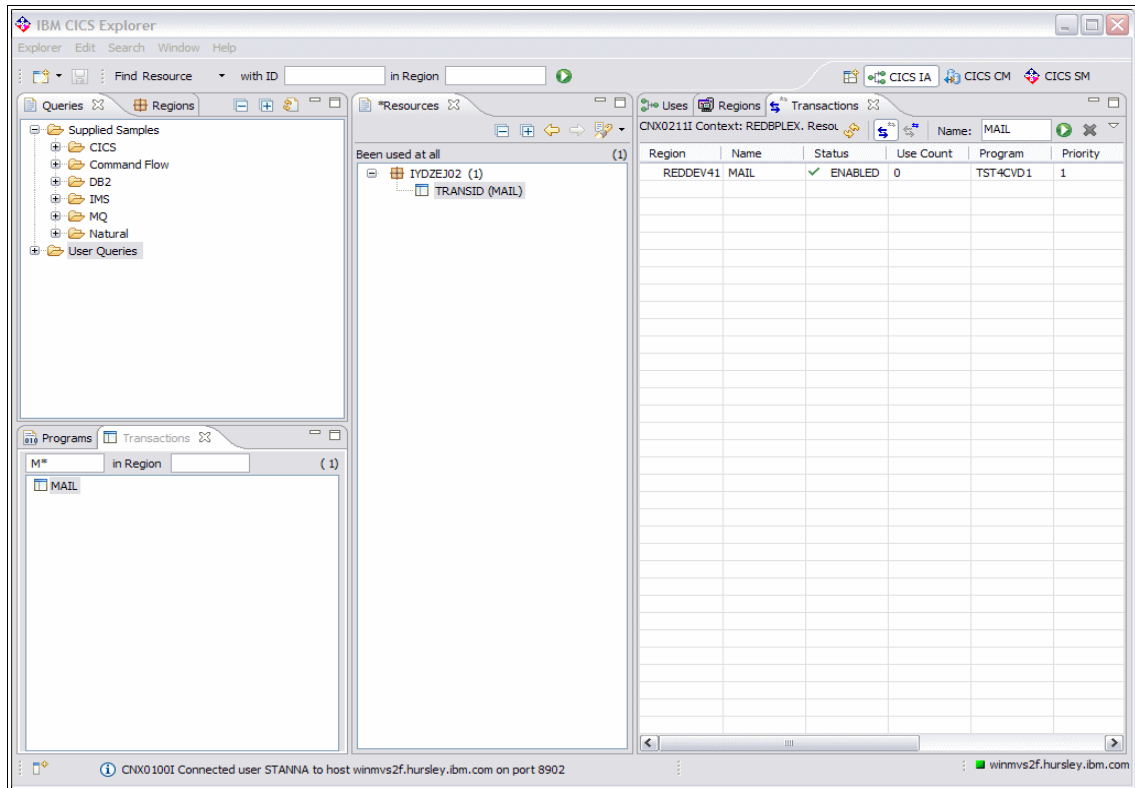 IBM CICS Explorer
Explorer Edit Search Window Help
Find Resource with ID in Region CICS IA CICS CM CICS SM
Queries Regions
Supplied Samples
CICS
Command Flow
DB2
IMS
MQ
Natural
User Queries
Programs Transactions
M* in Region ( 1)
MAIL
*Resources
Been used at all (1)
IYDZEJ02 (1)
TRANSID (MAIL)
Uses Regions Transactions
CNX0211I Context: REDBPLEX. Resou Name: MAIL
Region Name Status Use Count Program Priority
REDDEV41 MAIL ENABLED 0 TST4CVD1 1
CNX0100I Connected user STANNA to host winmvs2f.hursley.ibm.com on port 8902
winmvs2f.hursley.ibm.com